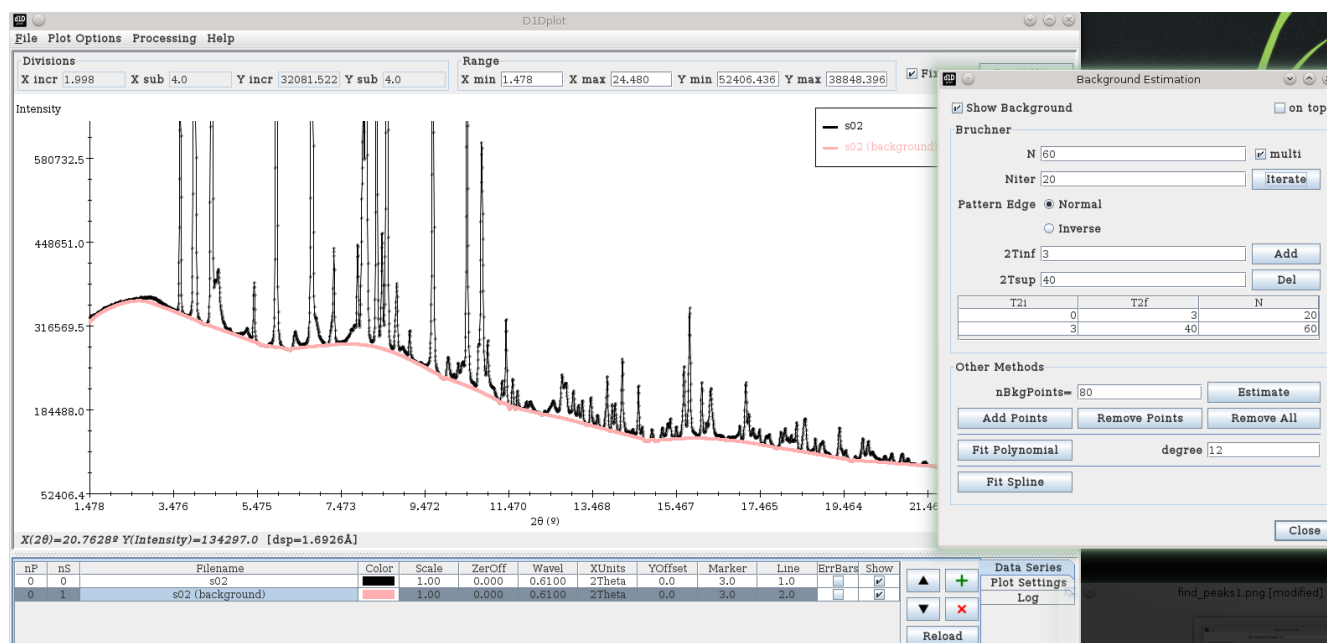 D1Dplot
File Plot Options Processing Help
Divisions
X incr 1.998 X sub 4.0 Y incr 32081.522 Y sub 4.0
Range
X min 1.478 X max 24.480 Y min 52406.436 Y max 38848.396
Intensity
s02
s02 (background)
580732.5
448651.0
316569.5
184488.0
52406.4
1.478 3.476 5.475 7.473 9.472 11.470 13.468 15.467 17.465 19.464 21.46
2θ (º)
X(2θ)=20.7628º Y(Intensity)=134297.0 [dsp=1.6926Å]
nP nS Filename Color Scale ZerOff Wavel XUnits YOffset Marker Line ErrBars Show
0 0 s02 1.00 0.000 0.6100 2Theta 0.0 3.0 1.0
0 1 s02 (background) 1.00 0.000 0.6100 2Theta 0.0 3.0 2.0
Reload
Data Series
Plot Settings
Log
d1D
Background Estimation
Show Background on top
Bruchner
N 60 multi
Niter 20 Iterate
Pattern Edge Normal
Inverse
2Tinf 3 Add
2Tsup 40 Del
T2i T2f N
0 3 20
3 40 60
Other Methods
nBkgPoints= 80 Estimate
Add Points Remove Points Remove All
Fit Polynomial degree 12
Fit Spline
Close
find_peaks1.png [modified]